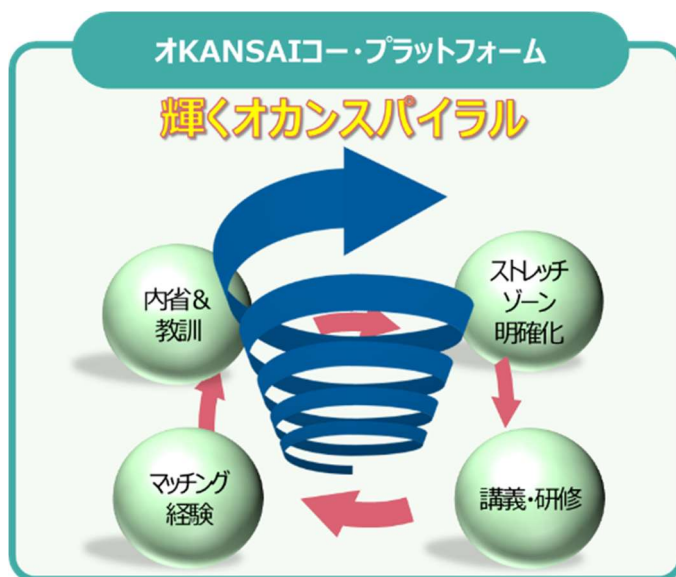 オKANSAIコー・プラットフォーム
輝くオカンスパイラル
内省&
教訓
ストレッチ
ゾーン
明確化
マッチング
経験
講義・研修